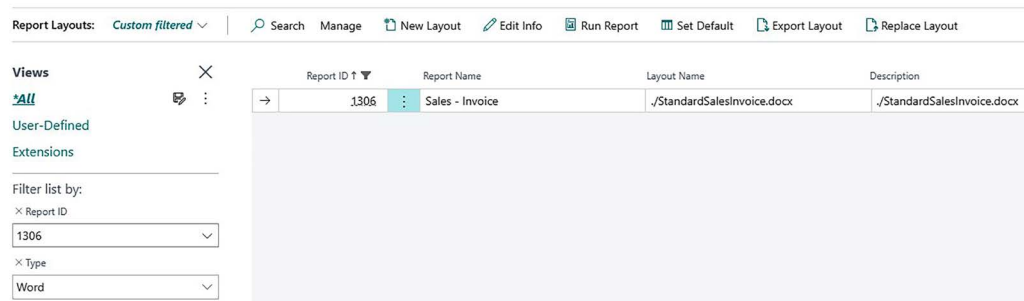 Report Layouts: Custom filtered Search Manage New Layout Edit Info Run Report Set Default Export Layout Replace Layout
Views
*All
User-Defined
Extensions
Filter list by:
× Report ID
1306
× Type
Word
Report ID ↑ Report Name Layout Name Description
→ 1306 ⋮ Sales - Invoice ./StandardSalesInvoice.docx ./StandardSalesInvoice.docx